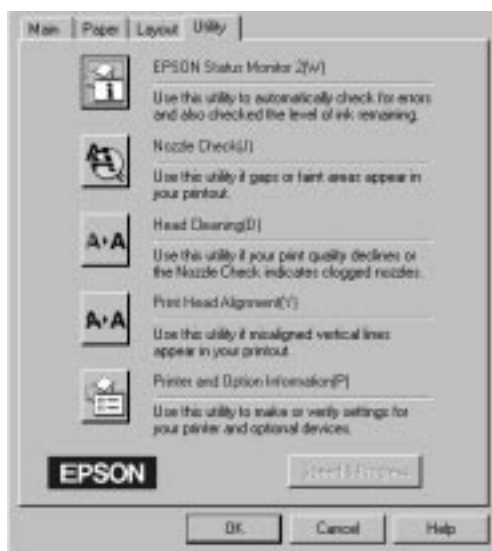 Main Paper Layout Utility
EPSON Status Monitor 2(W)
Use this utility to automatically check for errors
and also checked the level of ink remaining.
Nozzle Check(J)
Use this utility if gaps or faint areas appear in
your printout.
Head Cleaning(D)
Use this utility if your print quality declines or
the Nozzle Check indicates clogged nozzles.
Print Head Alignment(Y)
Use this utility if misaligned vertical lines
appear in your printout.
Printer and Option Information(P)
Use this utility to make or verify settings for
your printer and optional devices.
EPSON
Speed & Progress...
OK Cancel Help